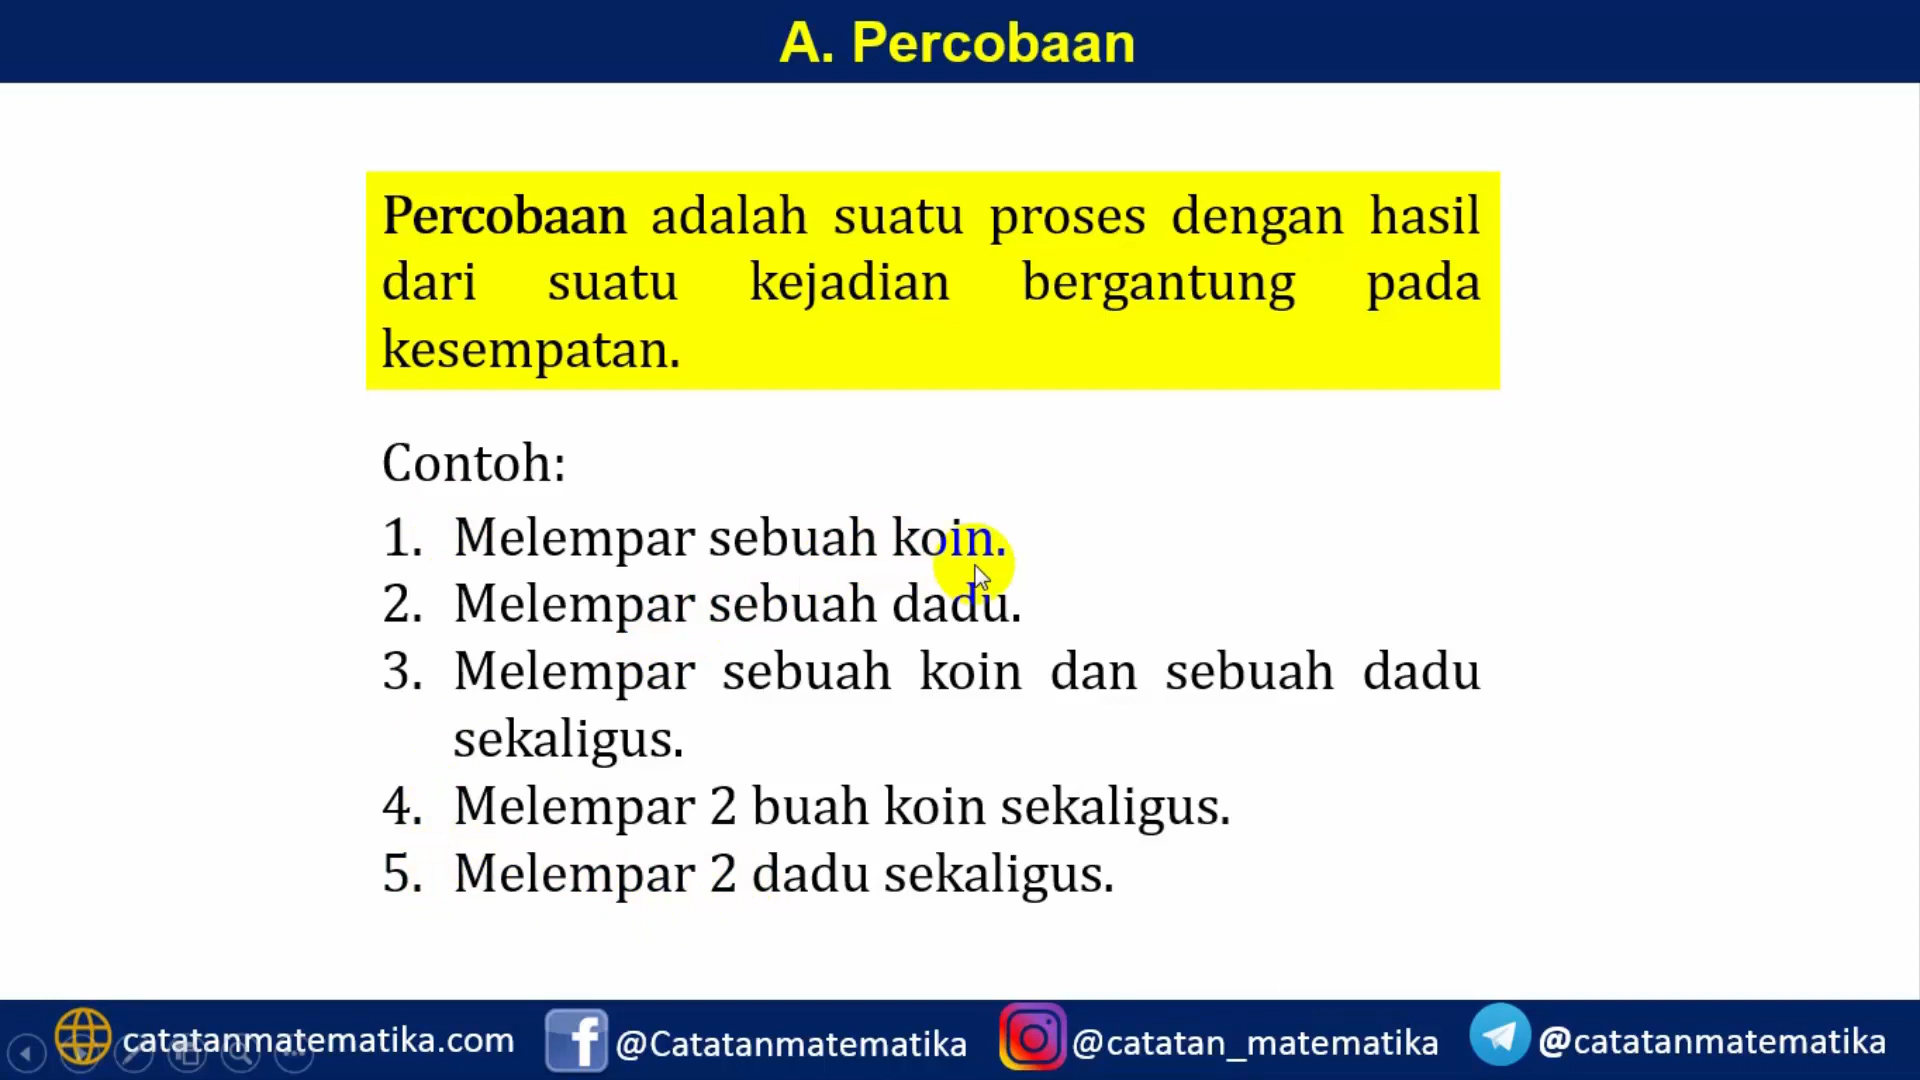 A. Percobaan
Percobaan adalah suatu proses dengan hasil
dari suatu kejadian bergantung pada
kesempatan.
Contoh:
1. Melempar sebuah koin.
2. Melempar sebuah dadu.
3. Melempar sebuah koin dan sebuah dadu
sekaligus.
4. Melempar 2 buah koin sekaligus.
5. Melempar 2 dadu sekaligus.
catatanmatematika.com @Catatanmatematika @catatan_matematika @catatanmatematika